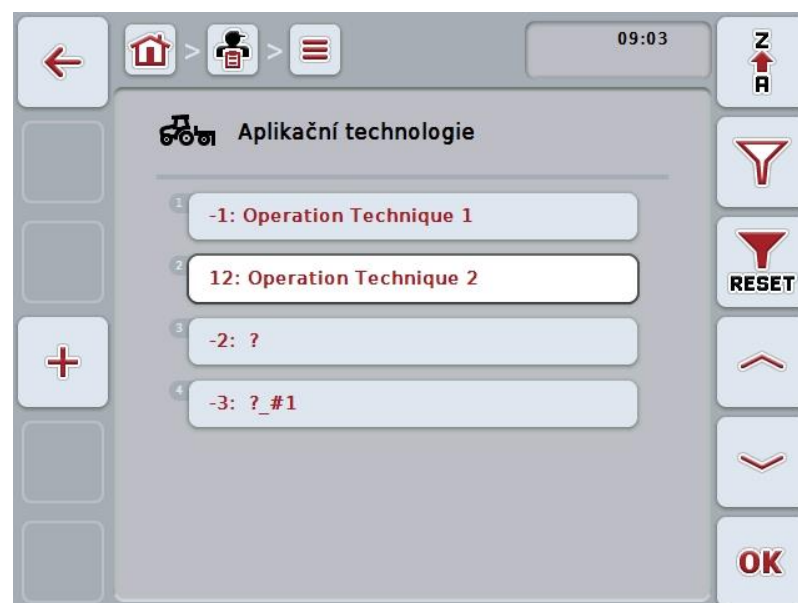 09:03
Z
A
Aplikační technologie
1
-1: Operation Technique 1
2
12: Operation Technique 2
RESET
3
-2: ?
4
-3: ?_#1
OK